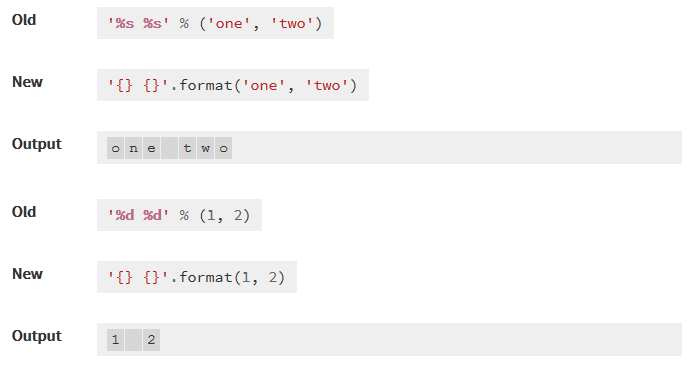 Old '%s %s' % ('one', 'two')
New '{} {}'.format('one', 'two')
Output one two
Old '%d %d' % (1, 2)
New '{} {}'.format(1, 2)
Output 1 2